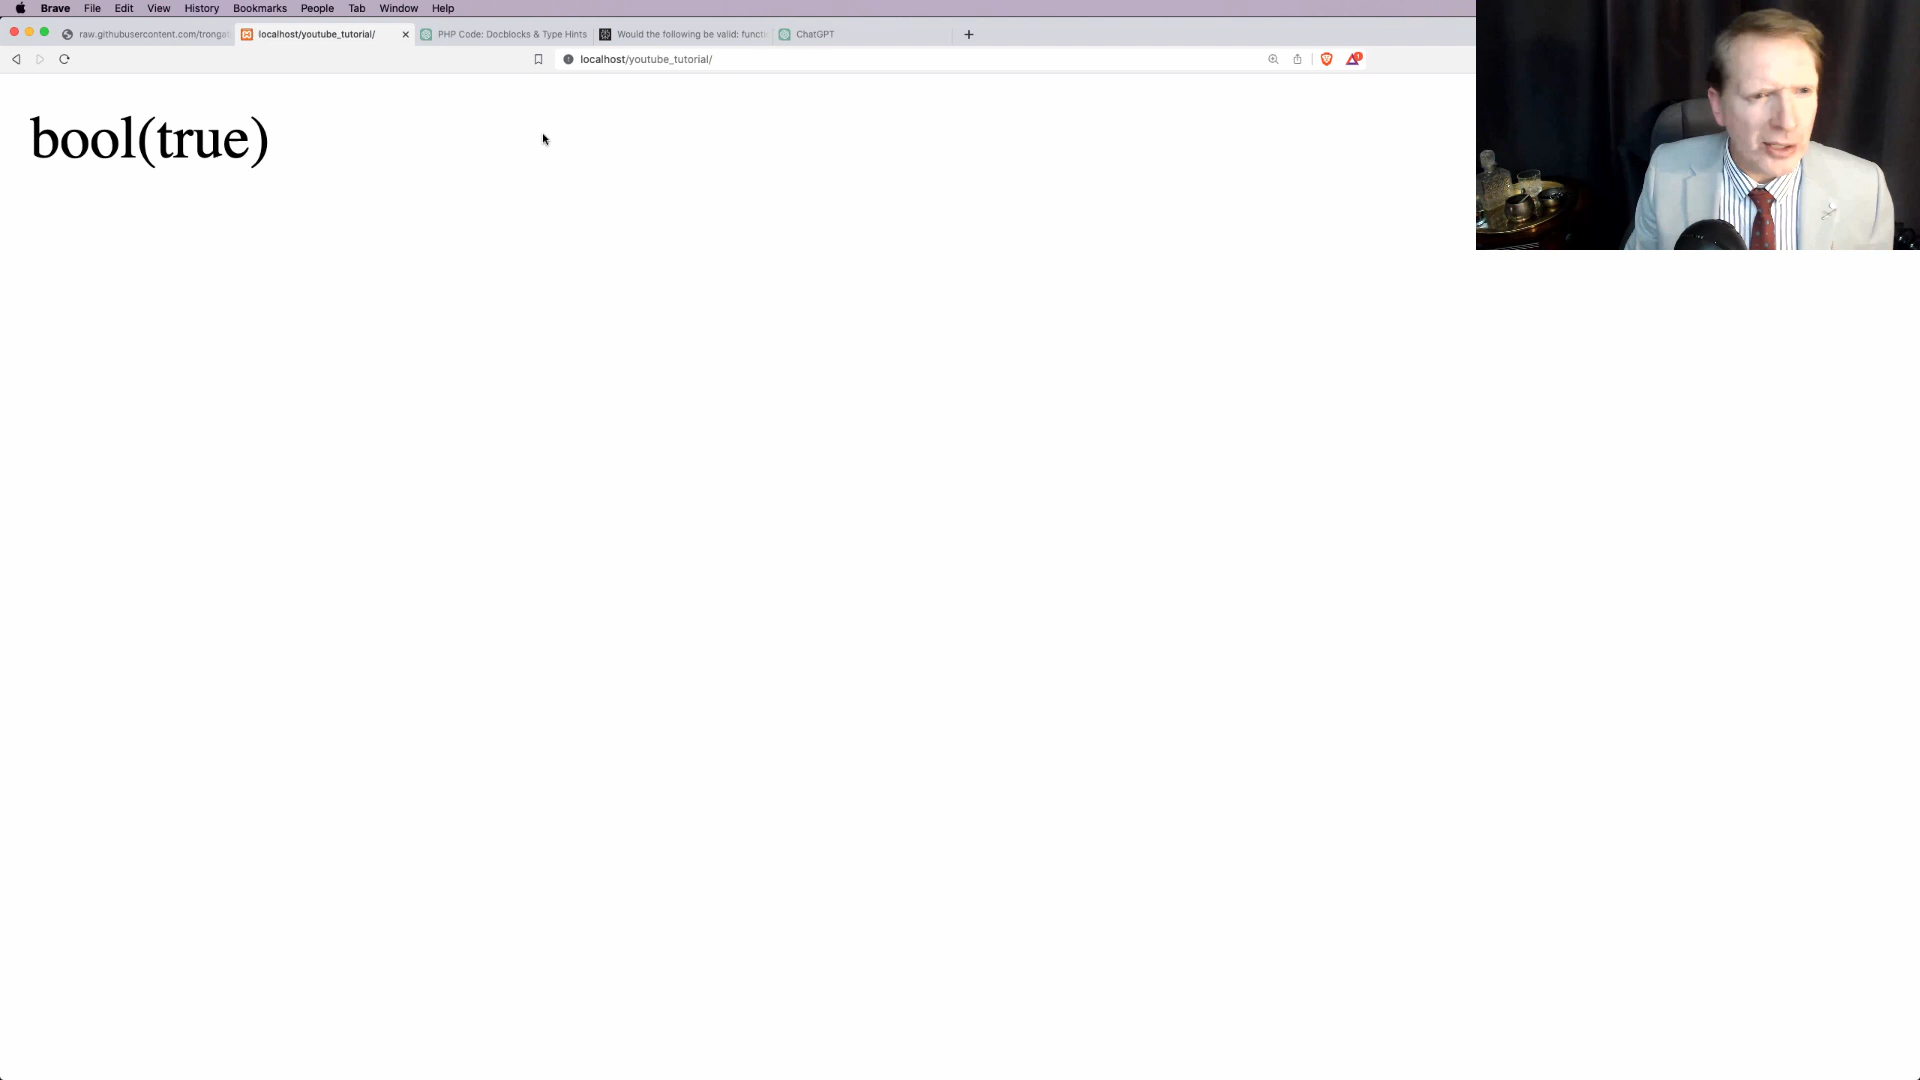 Brave File Edit View History Bookmarks People Tab Window Help
raw.githubusercontent.com/tronga localhost/youtube_tutorial/ PHP Code: Docblocks & Type Hints Would the following be valid: funct ChatGPT
localhost/youtube_tutorial/
bool(true)